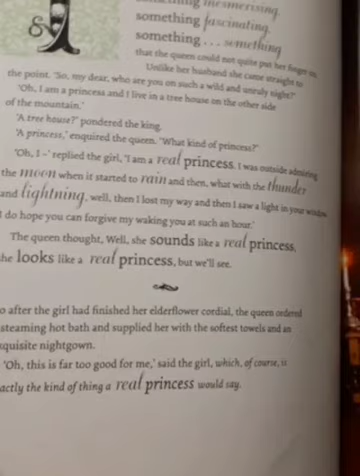 something mesmerising,
something fascinating,
something ... something
&
that the queen could not quite put her finger on.
Unlike her husband she came straight to
the point. 'So, my dear, who are you on such a wild and unruly night?'
'Oh, I am a princess and I live in a tree house on the other side
of the mountain.'
'A tree house?' pondered the king.
'A princess,' enquired the queen. 'What kind of princess?'
'Oh, I –' replied the girl, 'I am a real princess. I was outside admiring
the moon when it started to rain and then, what with the thunder
and lightning, well, then I lost my way and then I saw a light in your window.
I do hope you can forgive my waking you at such an hour.'
The queen thought, Well, she sounds like a real princess,
he looks like a real princess, but we'll see.
o after the girl had finished her elderflower cordial, the queen ordered
steaming hot bath and supplied her with the softest towels and an
quisite nightgown.
'Oh, this is far too good for me,' said the girl, which, of course, is
actly the kind of thing a real princess would say.